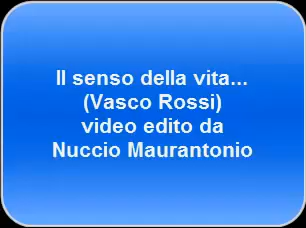 Il senso della vita...
(Vasco Rossi)
video edito da
Nuccio Maurantonio